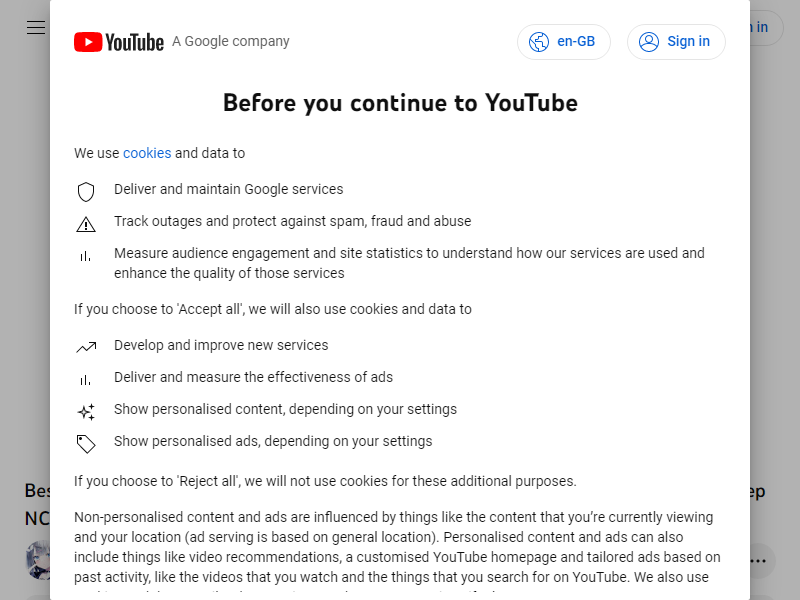 YouTube A Google company en-GB Sign in
in
Before you continue to YouTube
We use cookies and data to
Deliver and maintain Google services
Track outages and protect against spam, fraud and abuse
Measure audience engagement and site statistics to understand how our services are used and
enhance the quality of those services
If you choose to 'Accept all', we will also use cookies and data to
Develop and improve new services
Deliver and measure the effectiveness of ads
Show personalised content, depending on your settings
Show personalised ads, depending on your settings
If you choose to 'Reject all', we will not use cookies for these additional purposes.
Non-personalised content and ads are influenced by things like the content that you’re currently viewing
and your location (ad serving is based on general location). Personalised content and ads can also
include things like video recommendations, a customised YouTube homepage and tailored ads based on
past activity, like the videos that you watch and the things that you search for on YouTube. We also use